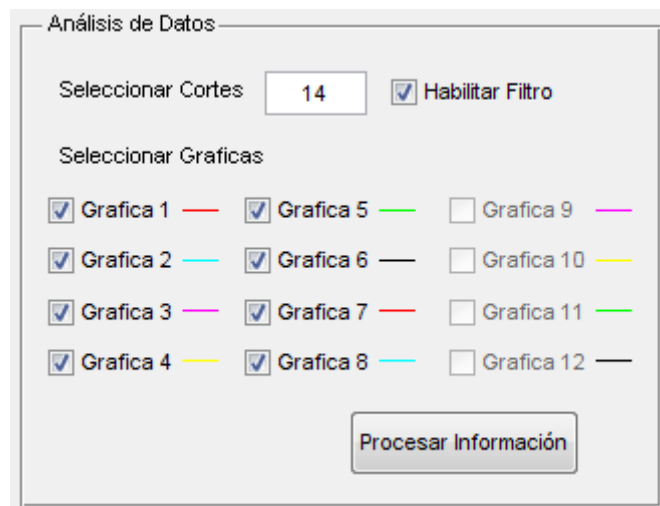 Análisis de Datos
Seleccionar Cortes 14 Habilitar Filtro
Seleccionar Graficas
Grafica 1 Grafica 5 Grafica 9
Grafica 2 Grafica 6 Grafica 10
Grafica 3 Grafica 7 Grafica 11
Grafica 4 Grafica 8 Grafica 12
Procesar Información